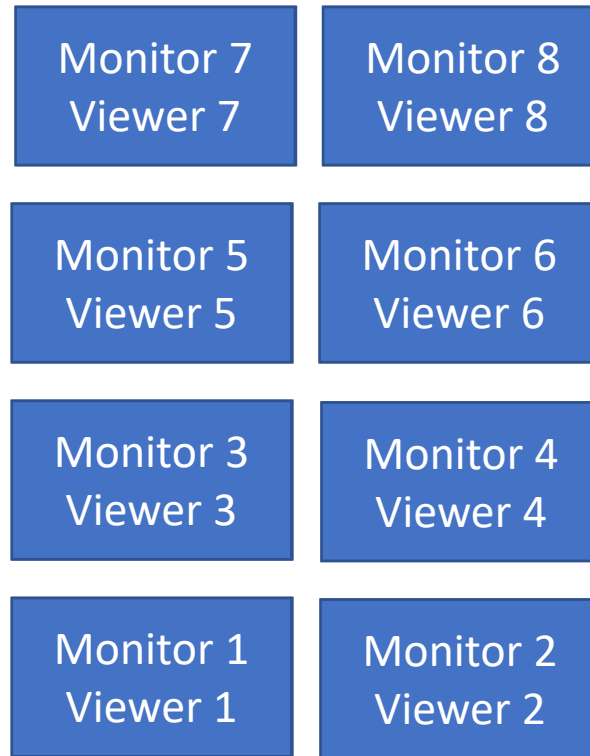 Monitor 7
Viewer 7
Monitor 8
Viewer 8
Monitor 5
Viewer 5
Monitor 6
Viewer 6
Monitor 3
Viewer 3
Monitor 4
Viewer 4
Monitor 1
Viewer 1
Monitor 2
Viewer 2